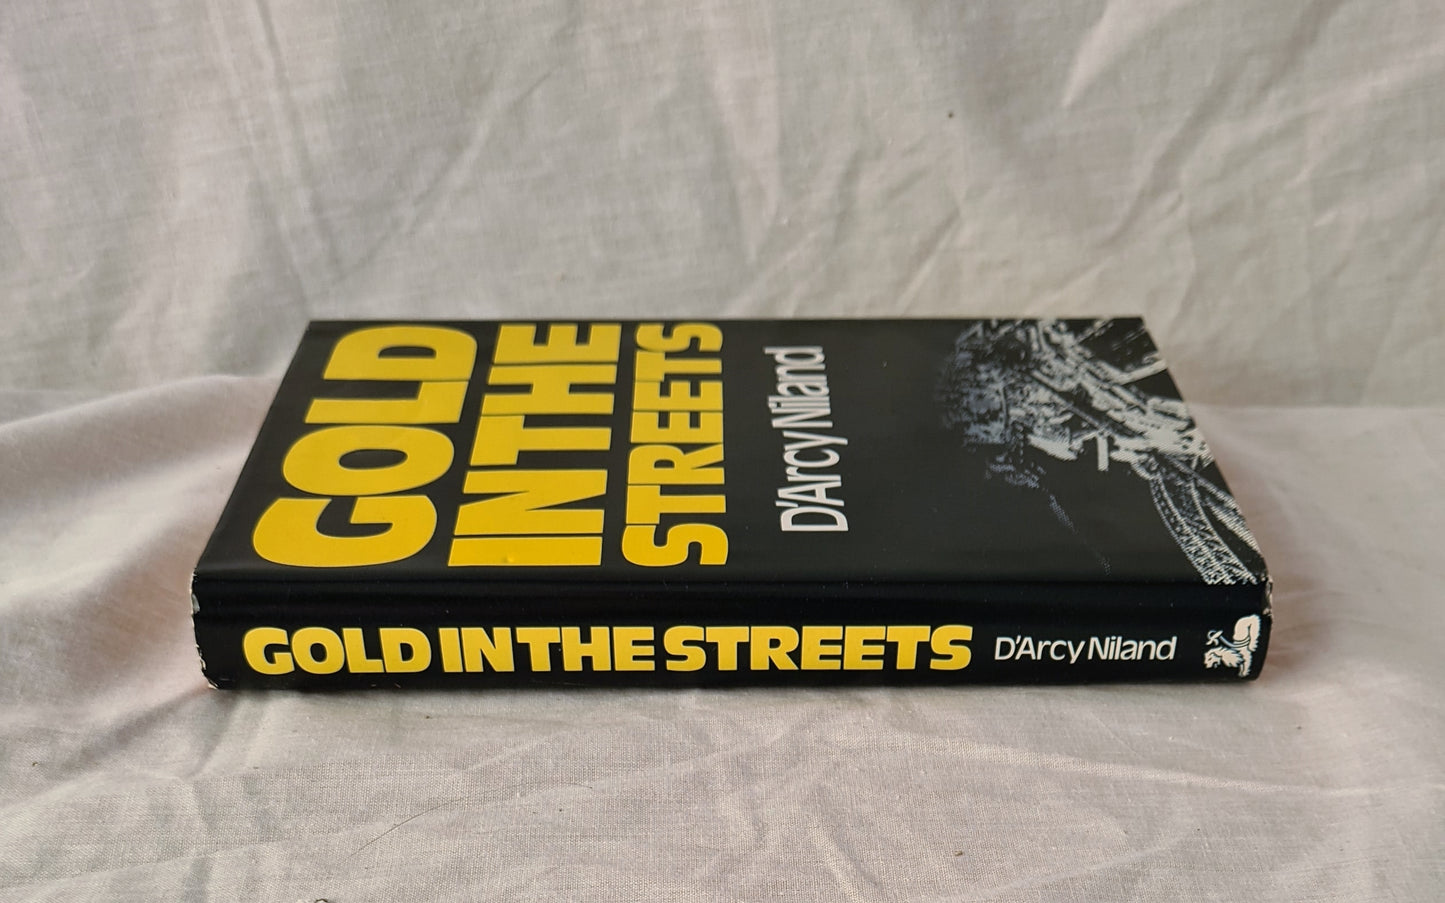 GOLD
IN THE
STREETS
D'Arcy Niland
GOLD IN THE STREETS D'Arcy Niland